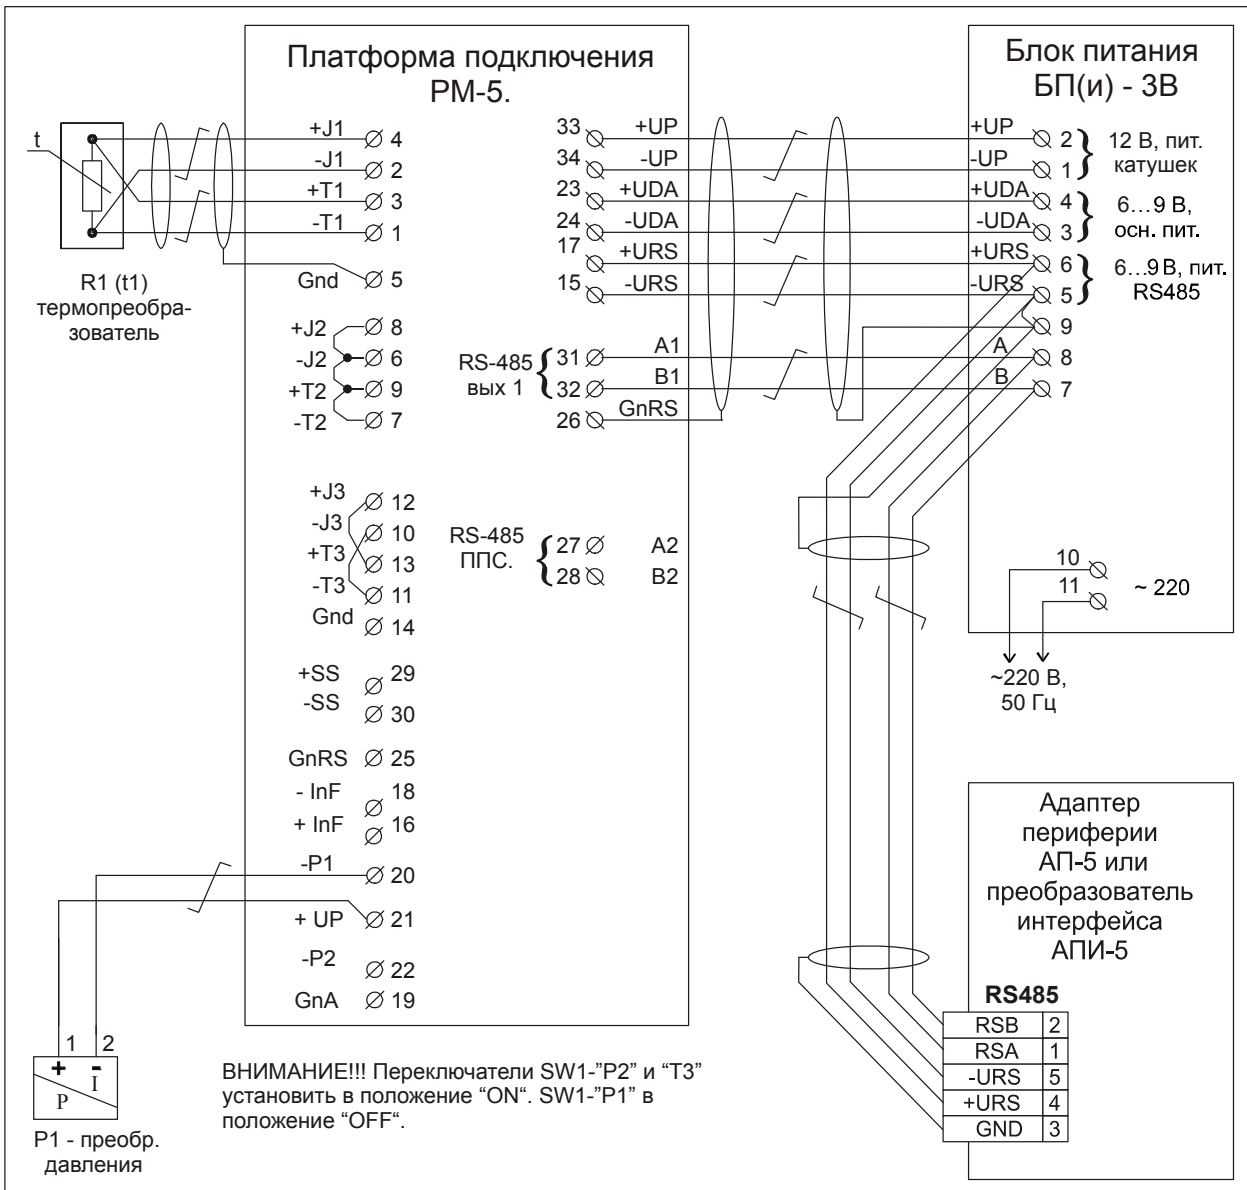 Платформа подключения
РМ-5.
Блок питания
БП(и) - 3В
t
R1 (t1)
термопреобра-
зователь
+J1 4
-J1 2
+T1 3
-T1 1
Gnd 5
+J2 8
-J2 6
+T2 9
-T2 7
+J3 12
-J3 10
+T3 13
-T3 11
Gnd 14
+SS 29
-SS 30
GnRS 25
- InF 18
+ InF 16
-P1 20
+ UP 21
-P2 22
GnA 19
33 +UP
34 -UP
23 +UDA
24 -UDA
17 +URS
15 -URS
RS-485
вых 1
31 A1
32 B1
26 GnRS
RS-485
ППС.
27 A2
28 B2
+UP 2
-UP 1
12 В, пит.
катушек
+UDA 4
-UDA 3
6...9 В,
осн. пит.
+URS 6
-URS 5
6...9В, пит.
RS485
9
A 8
B 7
10
11
~ 220
~220 В,
50 Гц
Адаптер
периферии
АП-5 или
преобразователь
интерфейса
АПИ-5
RS485
RSB 2
RSA 1
-URS 5
+URS 4
GND 3
1 2
+ -
I
P
P1 - преобр.
давления
ВНИМАНИЕ!!! Переключатели SW1-”P2” и “T3”
установить в положение “ON“. SW1-”P1” в
положение “OFF“.